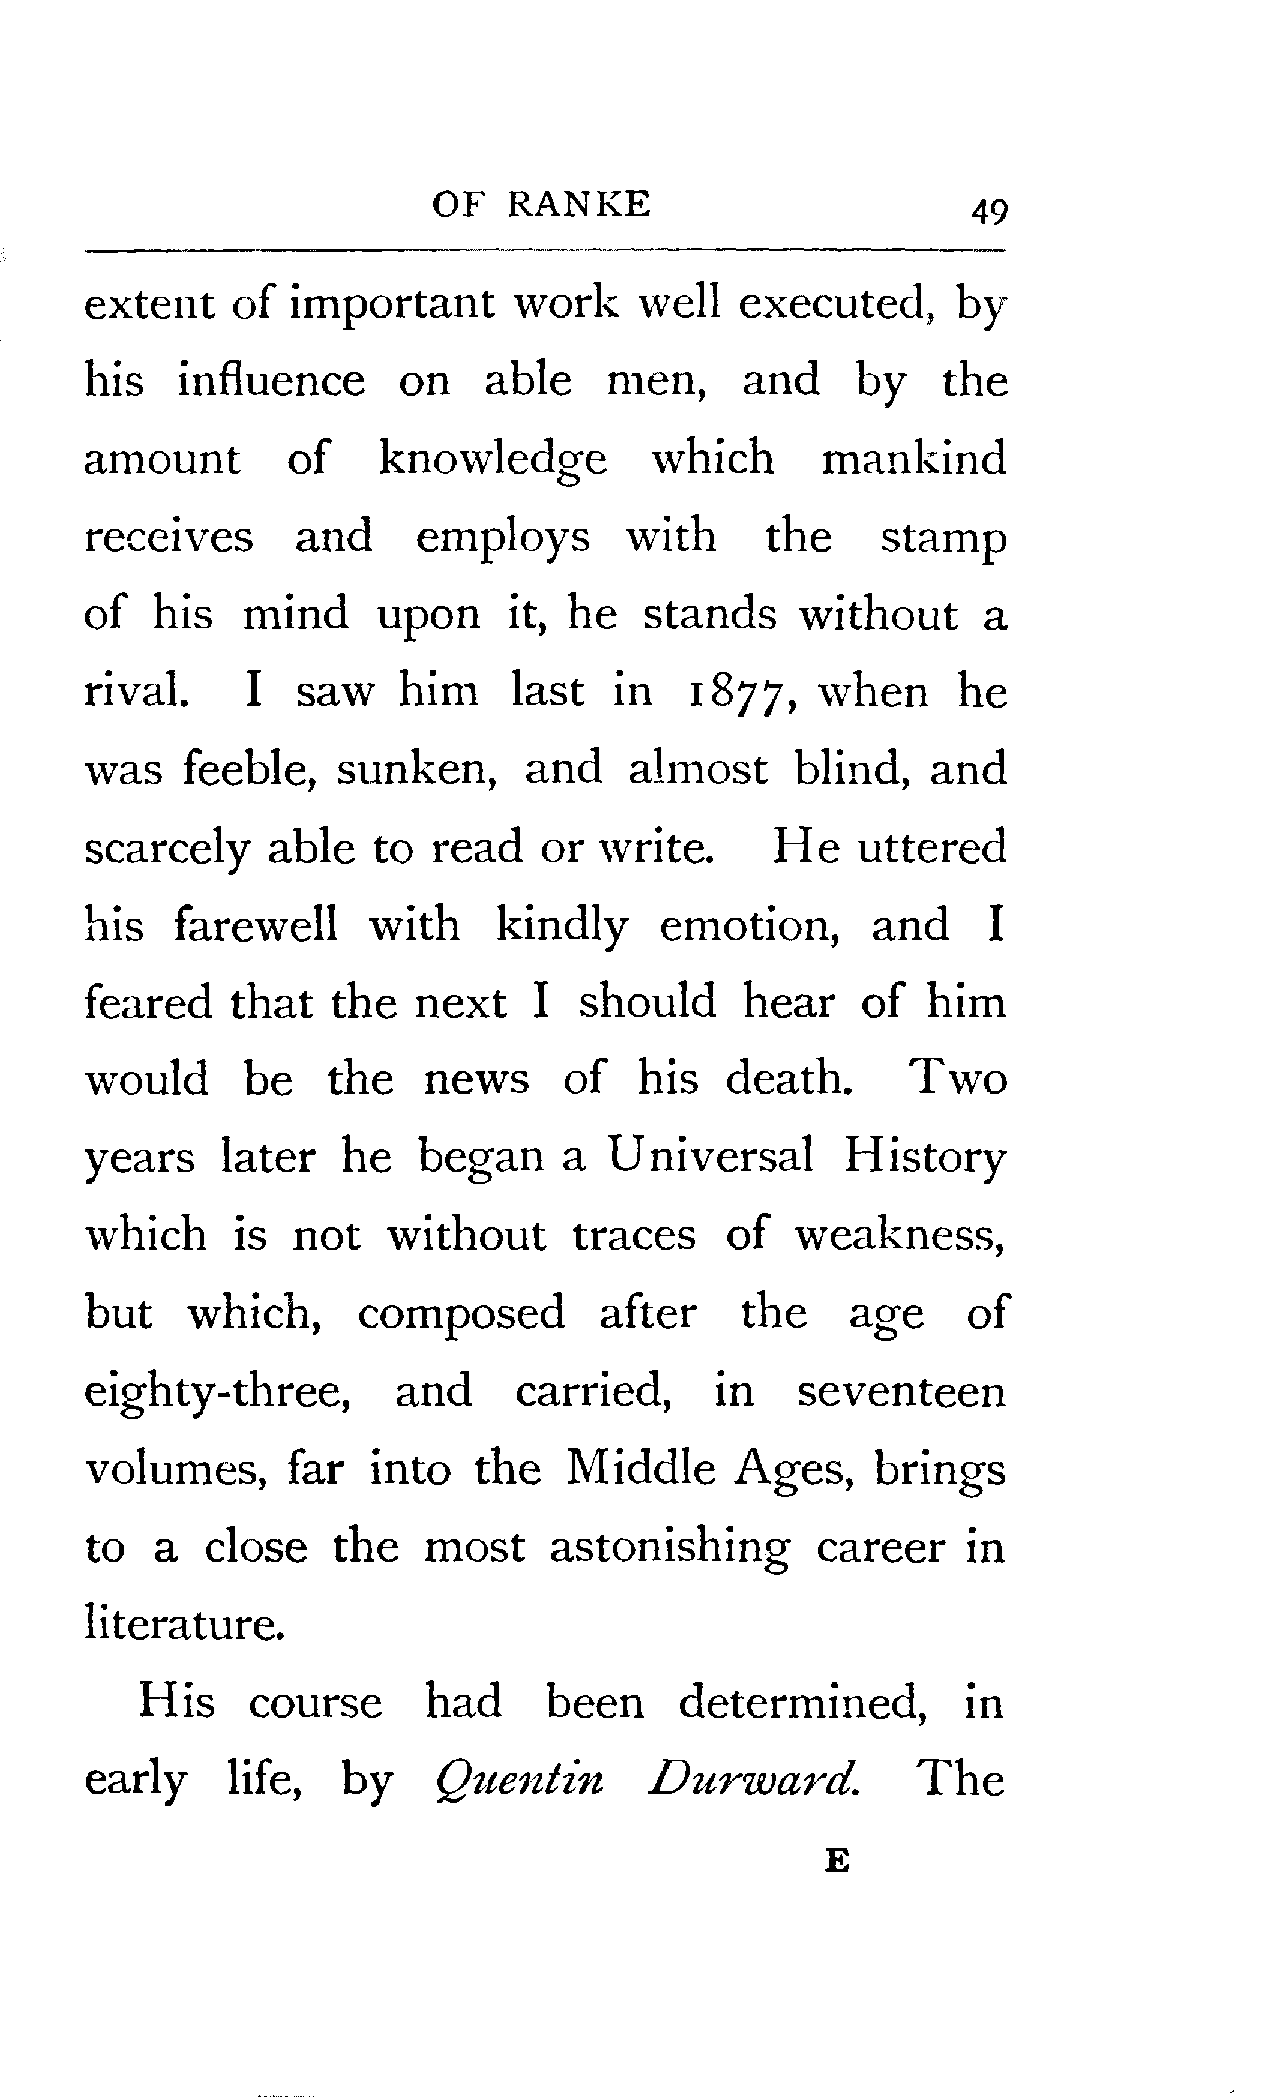 OF RANKE 49
extent of important work well executed, by
his influence on able men, and by the
amount of knowledge which mankind
receives and employs with the stamp
of his mind upon it, he stands without a
rival. I saw him last in 1877, when he
was feeble, sunken, and almost blind, and
scarcely able to read or write. He uttered
his farewell with kindly emotion, and I
feared that the next I should hear of him
would be the news of his death. Two
years later he began a Universal History
which is not without traces of weakness,
but which, composed after the age of
eighty-three, and carried, in seventeen
volumes, far into the Middle Ages, brings
to a close the most astonishing career in
literature.
His course had been determined, in
early life, by Quentin Durward. The
E